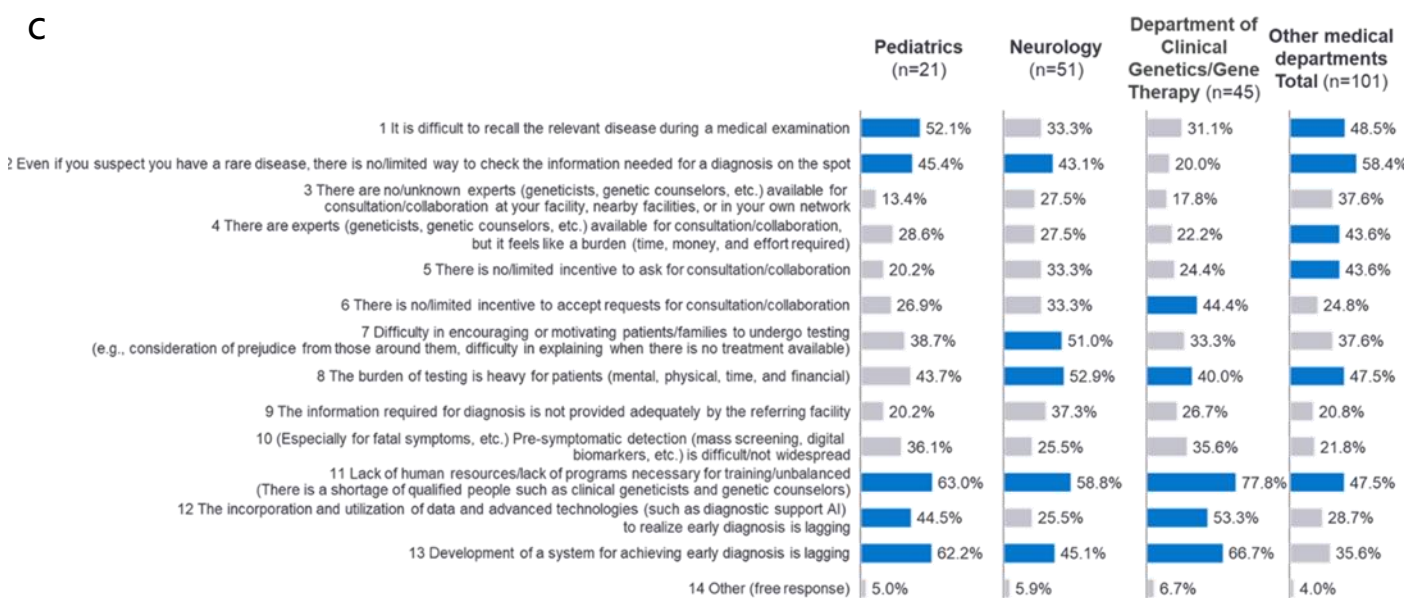 C
Pediatrics
(n=21)
Neurology
(n=51)
Department of
Clinical
Genetics/Gene
Therapy (n=45)
Other medical
departments
Total (n=101)
1 It is difficult to recall the relevant disease during a medical examination
52.1% 33.3% 31.1% 48.5%
2 Even if you suspect you have a rare disease, there is no/limited way to check the information needed for a diagnosis on the spot
45.4% 43.1% 20.0% 58.4%
3 There are no/unknown experts (geneticists, genetic counselors, etc.) available for
consultation/collaboration at your facility, nearby facilities, or in your own network
13.4% 27.5% 17.8% 37.6%
4 There are experts (geneticists, genetic counselors, etc.) available for consultation/collaboration,
but it feels like a burden (time, money, and effort required)
28.6% 27.5% 22.2% 43.6%
5 There is no/limited incentive to ask for consultation/collaboration
20.2% 33.3% 24.4% 43.6%
6 There is no/limited incentive to accept requests for consultation/collaboration
26.9% 33.3% 44.4% 24.8%
7 Difficulty in encouraging or motivating patients/families to undergo testing
(e.g., consideration of prejudice from those around them, difficulty in explaining when there is no treatment available)
38.7% 51.0% 33.3% 37.6%
8 The burden of testing is heavy for patients (mental, physical, time, and financial)
43.7% 52.9% 40.0% 47.5%
9 The information required for diagnosis is not provided adequately by the referring facility
20.2% 37.3% 26.7% 20.8%
10 (Especially for fatal symptoms, etc.) Pre-symptomatic detection (mass screening, digital
biomarkers, etc.) is difficult/not widespread
36.1% 25.5% 35.6% 21.8%
11 Lack of human resources/lack of programs necessary for training/unbalanced
(There is a shortage of qualified people such as clinical geneticists and genetic counselors)
63.0% 58.8% 77.8% 47.5%
12 The incorporation and utilization of data and advanced technologies (such as diagnostic support AI)
to realize early diagnosis is lagging
44.5% 25.5% 53.3% 28.7%
13 Development of a system for achieving early diagnosis is lagging
62.2% 45.1% 66.7% 35.6%
14 Other (free response)
5.0% 5.9% 6.7% 4.0%